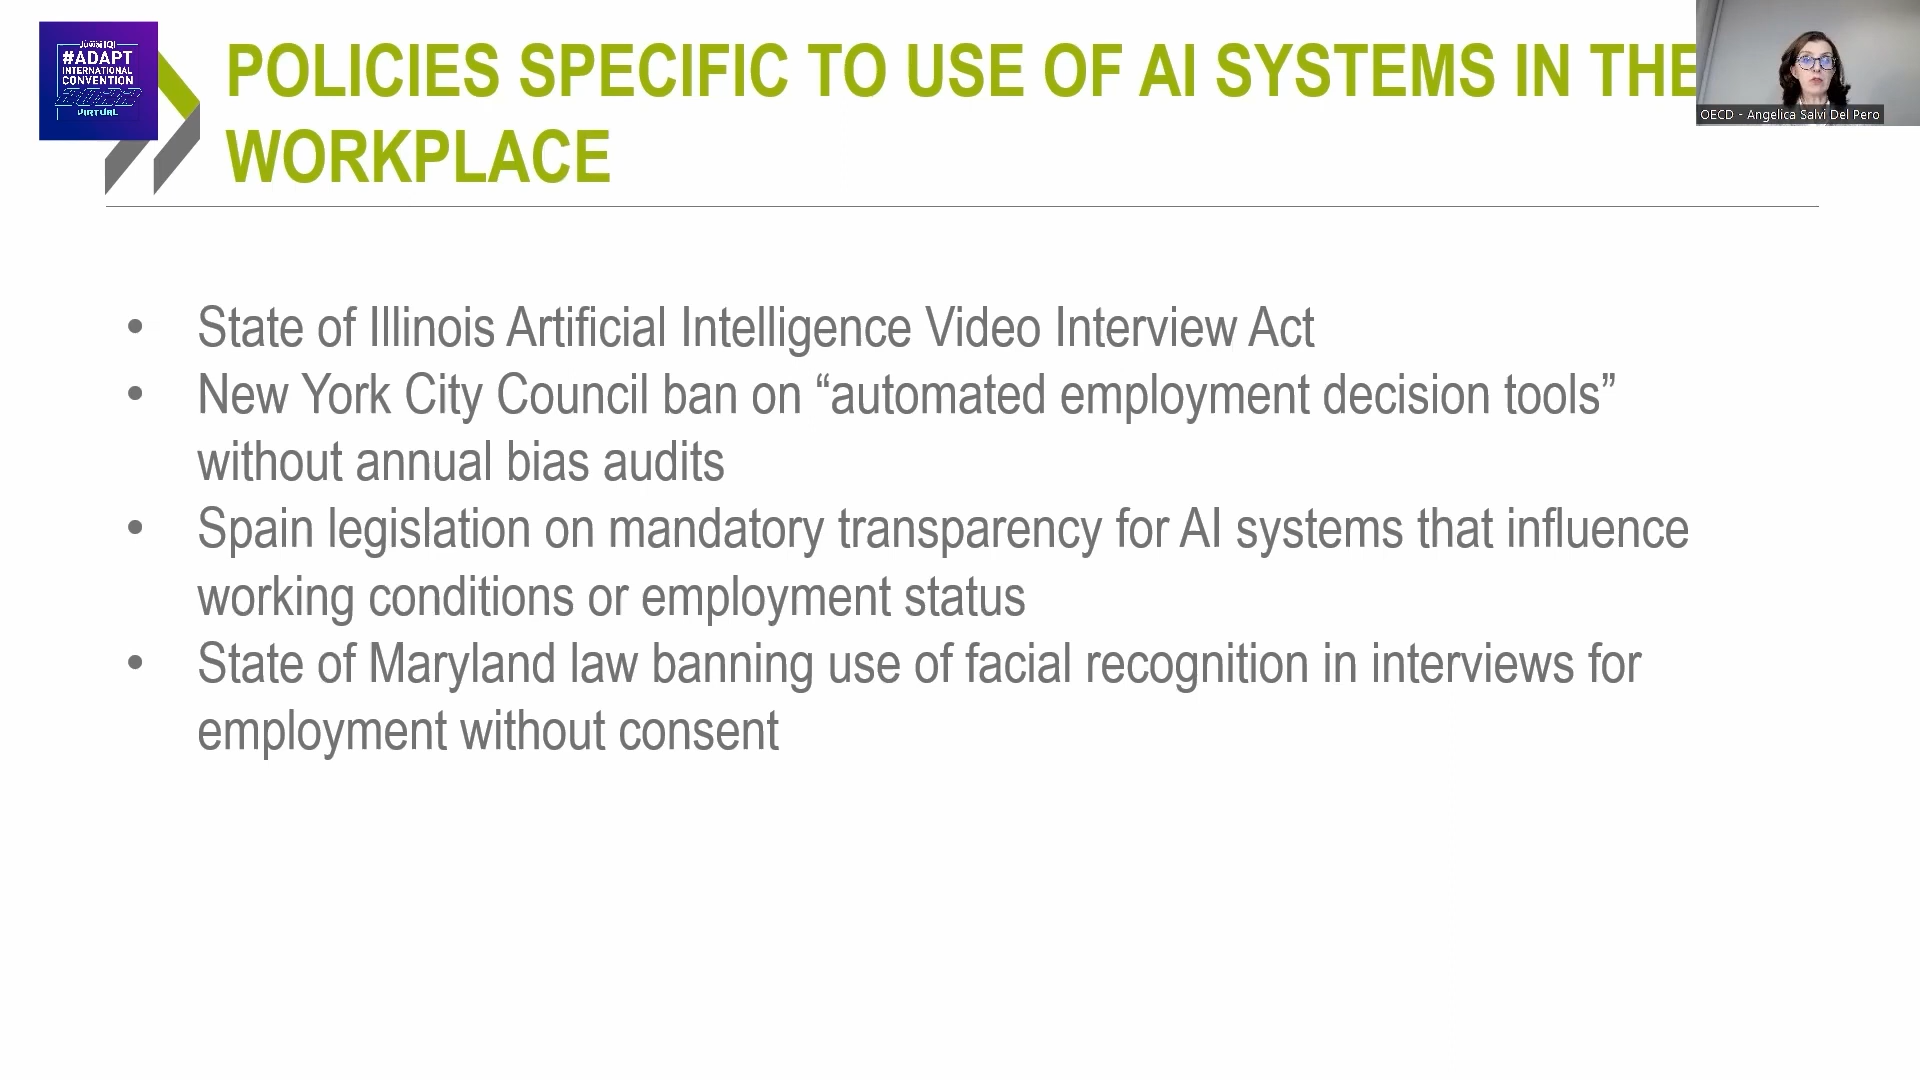 Juwai IQI
#ADAPT
INTERNATIONAL
CONVENTION
VIRTUAL
POLICIES SPECIFIC TO USE OF AI SYSTEMS IN THE
WORKPLACE
OECD - Angelica Salvi Del Pero
• State of Illinois Artificial Intelligence Video Interview Act
• New York City Council ban on “automated employment decision tools”
without annual bias audits
• Spain legislation on mandatory transparency for AI systems that influence
working conditions or employment status
• State of Maryland law banning use of facial recognition in interviews for
employment without consent